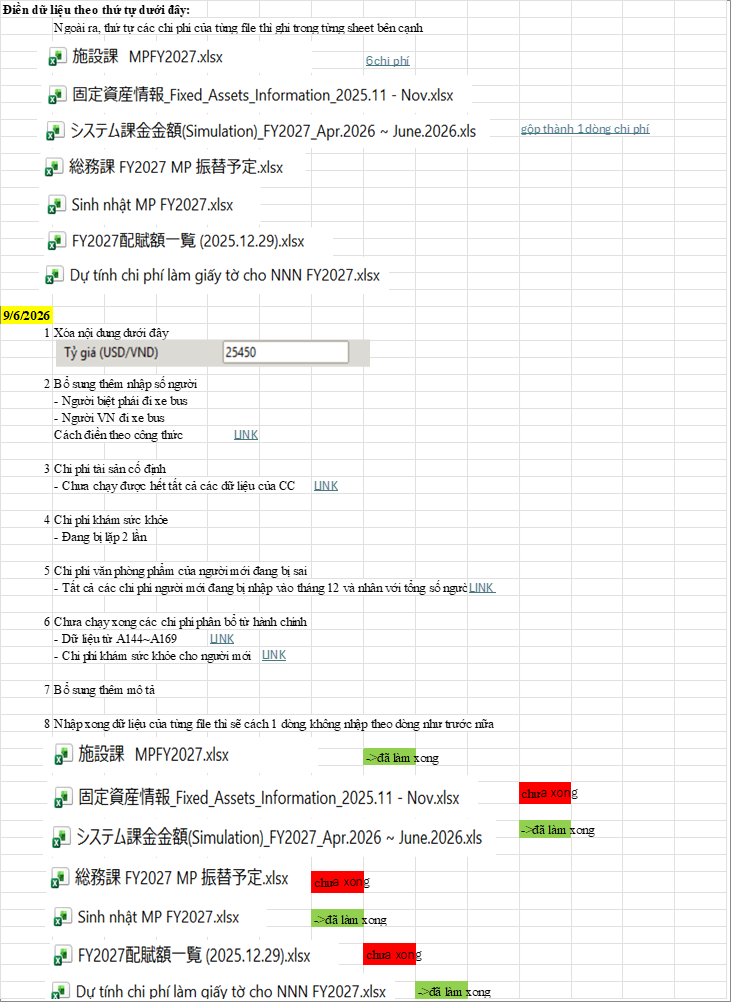 Điền dữ liệu theo thứ tự dưới đây:
Ngoài ra, thứ tự các chi phí của từng file thì ghi trong từng sheet bên cạnh
施設課 MPFY2027.xlsx
6 chi phí
固定資産情報_Fixed_Assets_Information_2025.11 - Nov.xlsx
システム課金金額(Simulation)_FY2027_Apr.2026 ~ June.2026.xls
gộp thành 1 dòng chi phí
総務課 FY2027 MP 振替予定.xlsx
Sinh nhật MP FY2027.xlsx
FY2027配賦額一覧 (2025.12.29).xlsx
Dự tính chi phí làm giấy tờ cho NNN FY2027.xlsx
9/6/2026
1 Xóa nội dung dưới đây
Tỷ giá (USD/VND) 25450
2 Bổ sung thêm nhập số người
- Người biệt phái đi xe bus
- Người VN đi xe bus
Cách điền theo công thức LINK
3 Chi phí tài sản cố định
- Chưa chạy được hết tất cả các dữ liệu của CC LINK
4 Chi phí khám sức khỏe
- Đang bị lặp 2 lần
5 Chi phí văn phòng phẩm của người mới đang bị sai
- Tất cả các chi phí người mới đang bị nhập vào tháng 12 và nhân với tổng số người LINK
6 Chưa chạy xong các chi phí phân bổ từ hành chính
- Dữ liệu từ A144~A169 LINK
- Chi phí khám sức khỏe cho người mới LINK
7 Bổ sung thêm mô tả
8 Nhập xong dữ liệu của từng file thì sẽ cách 1 dòng không nhập theo dòng như trước nữa
施設課 MPFY2027.xlsx
->đã làm xong
固定資産情報_Fixed_Assets_Information_2025.11 - Nov.xlsx
chưa xong
システム課金金額(Simulation)_FY2027_Apr.2026 ~ June.2026.xls
->đã làm xong
総務課 FY2027 MP 振替予定.xlsx
chưa xong
Sinh nhật MP FY2027.xlsx
->đã làm xong
FY2027配賦額一覧 (2025.12.29).xlsx
chưa xong
Dự tính chi phí làm giấy tờ cho NNN FY2027.xlsx
->đã làm xong